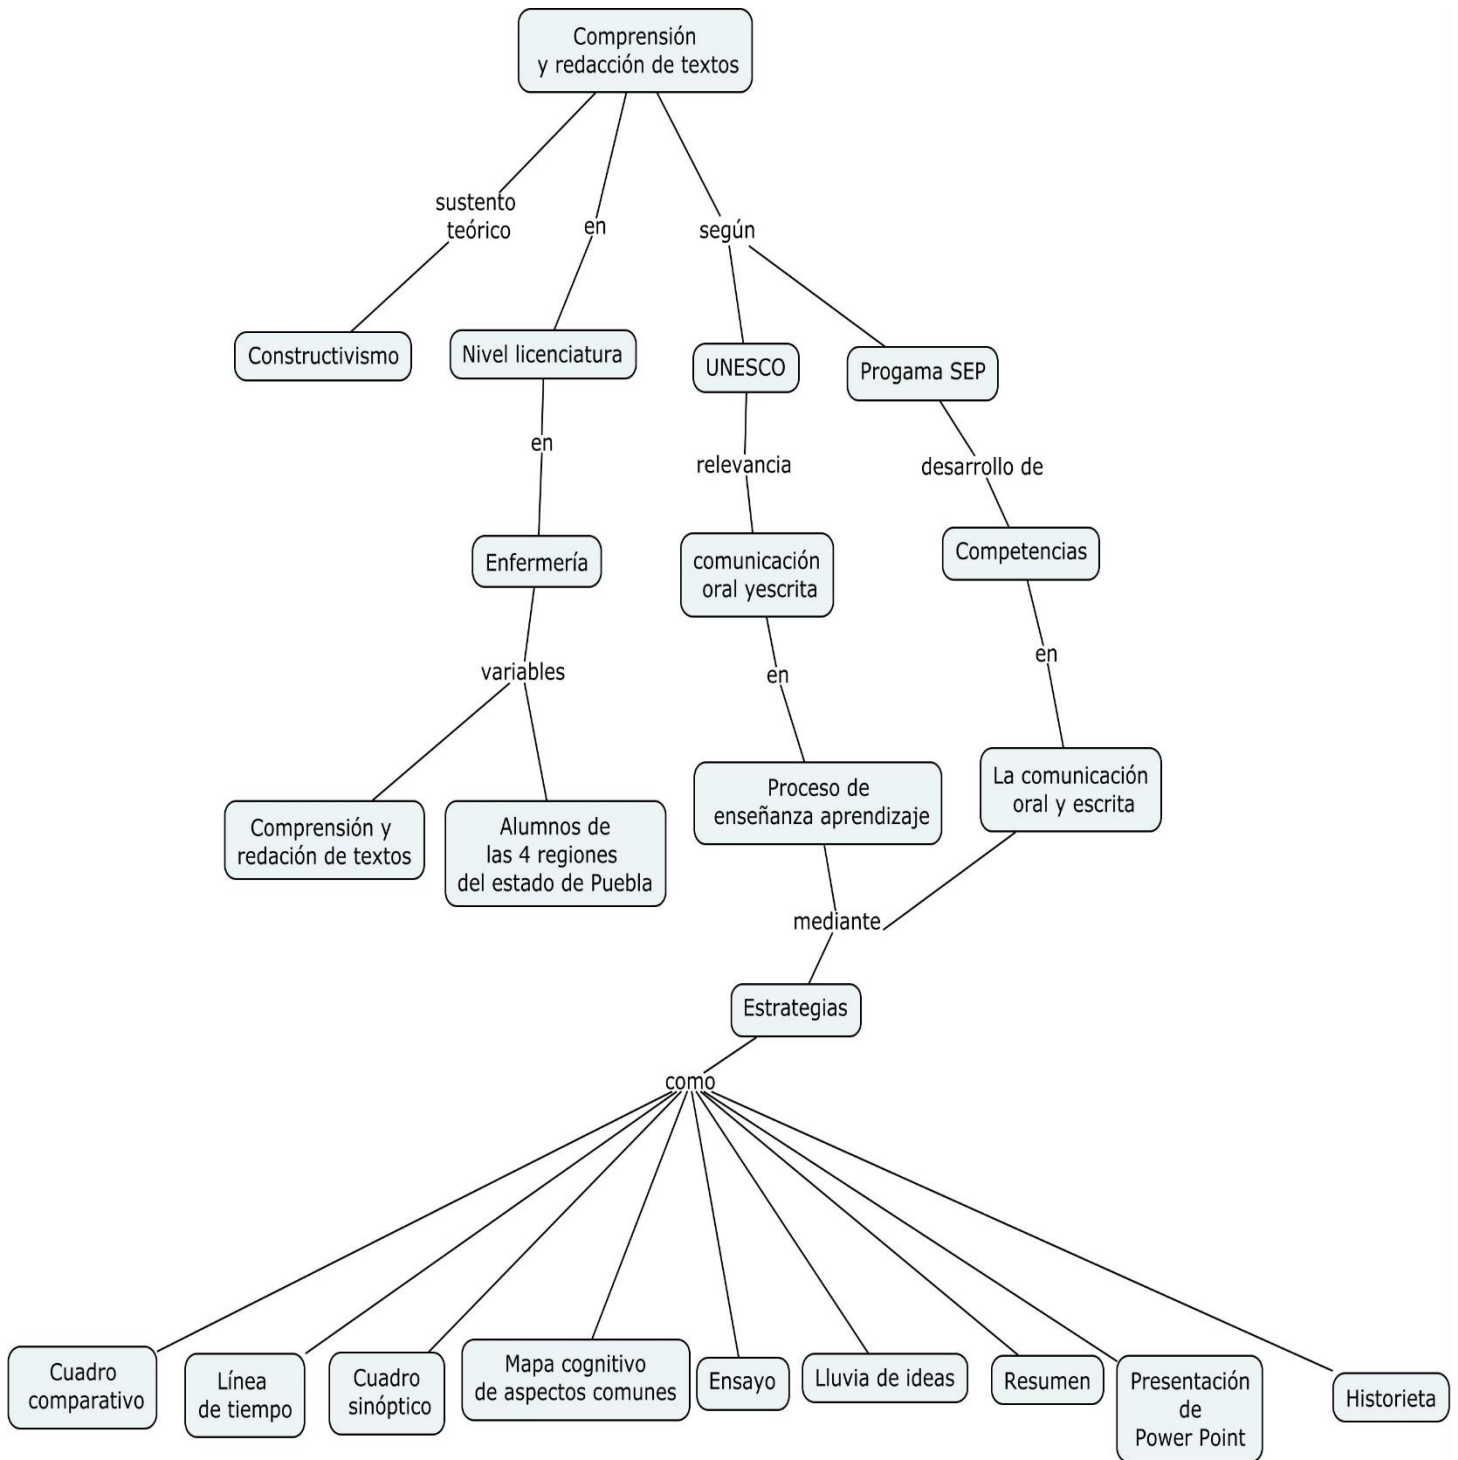 Comprensión
y redacción de textos
sustento
teórico
en
según
Constructivismo
Nivel licenciatura
UNESCO
Progama SEP
en
relevancia
desarrollo de
Enfermería
comunicación
oral yescrita
Competencias
variables
en
en
Comprensión y
redación de textos
Alumnos de
las 4 regiones
del estado de Puebla
Proceso de
enseñanza aprendizaje
La comunicación
oral y escrita
mediante
Estrategias
como
Cuadro
comparativo
Línea
de tiempo
Cuadro
sinóptico
Mapa cognitivo
de aspectos comunes
Ensayo
Lluvia de ideas
Resumen
Presentación
de
Power Point
Historieta